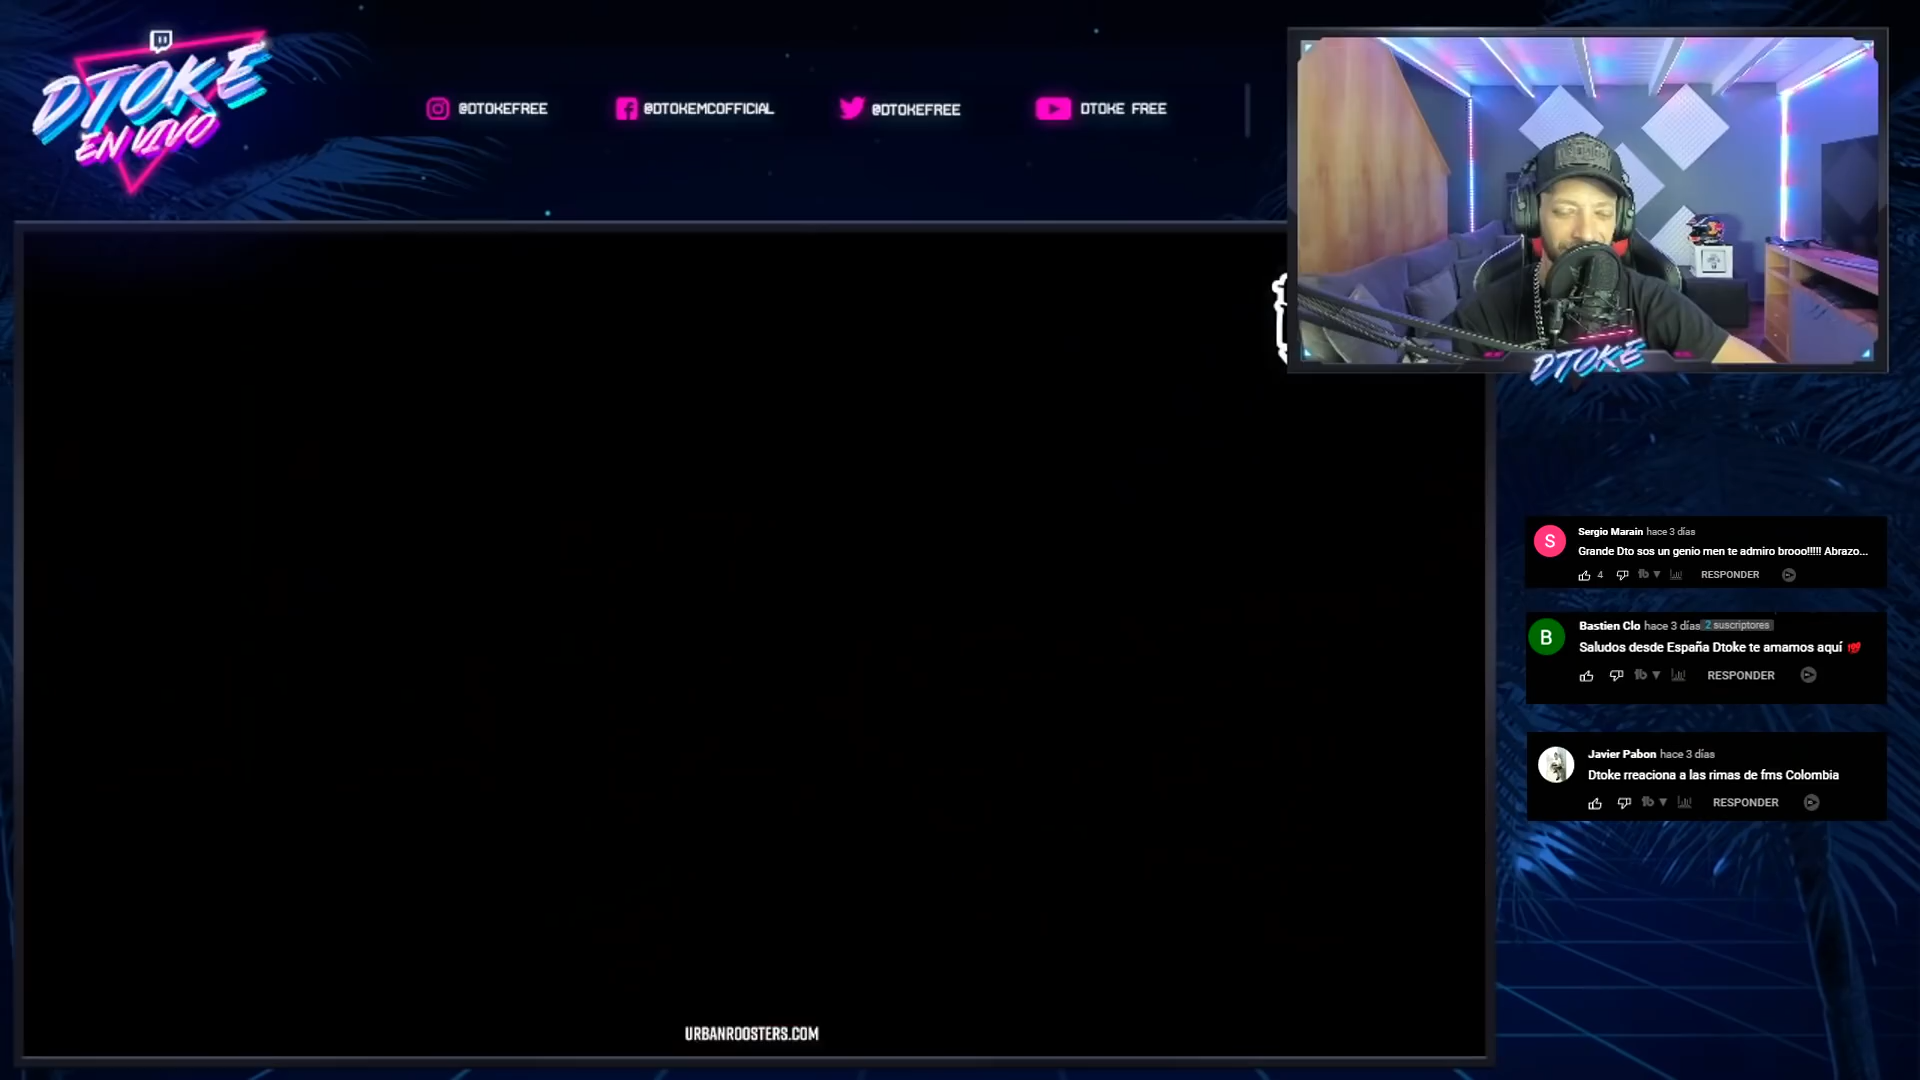 DTOKE
EN VIVO
@DTOKEFREE
@DTOKEMCOFFICIAL
@DTOKEFREE
DTOKE FREE
DTOKE
S
Sergio Marain hace 3 días
Grande Dto sos un genio men te admiro brooo!!!!! Abrazo...
4
RESPONDER
B
Bastien Clo hace 3 días 2 suscriptores
Saludos desde España Dtoke te amamos aquí 💯
RESPONDER
Javier Pabon hace 3 días
Dtoke rreaciona a las rimas de fms Colombia
RESPONDER
URBANROOSTERS.COM